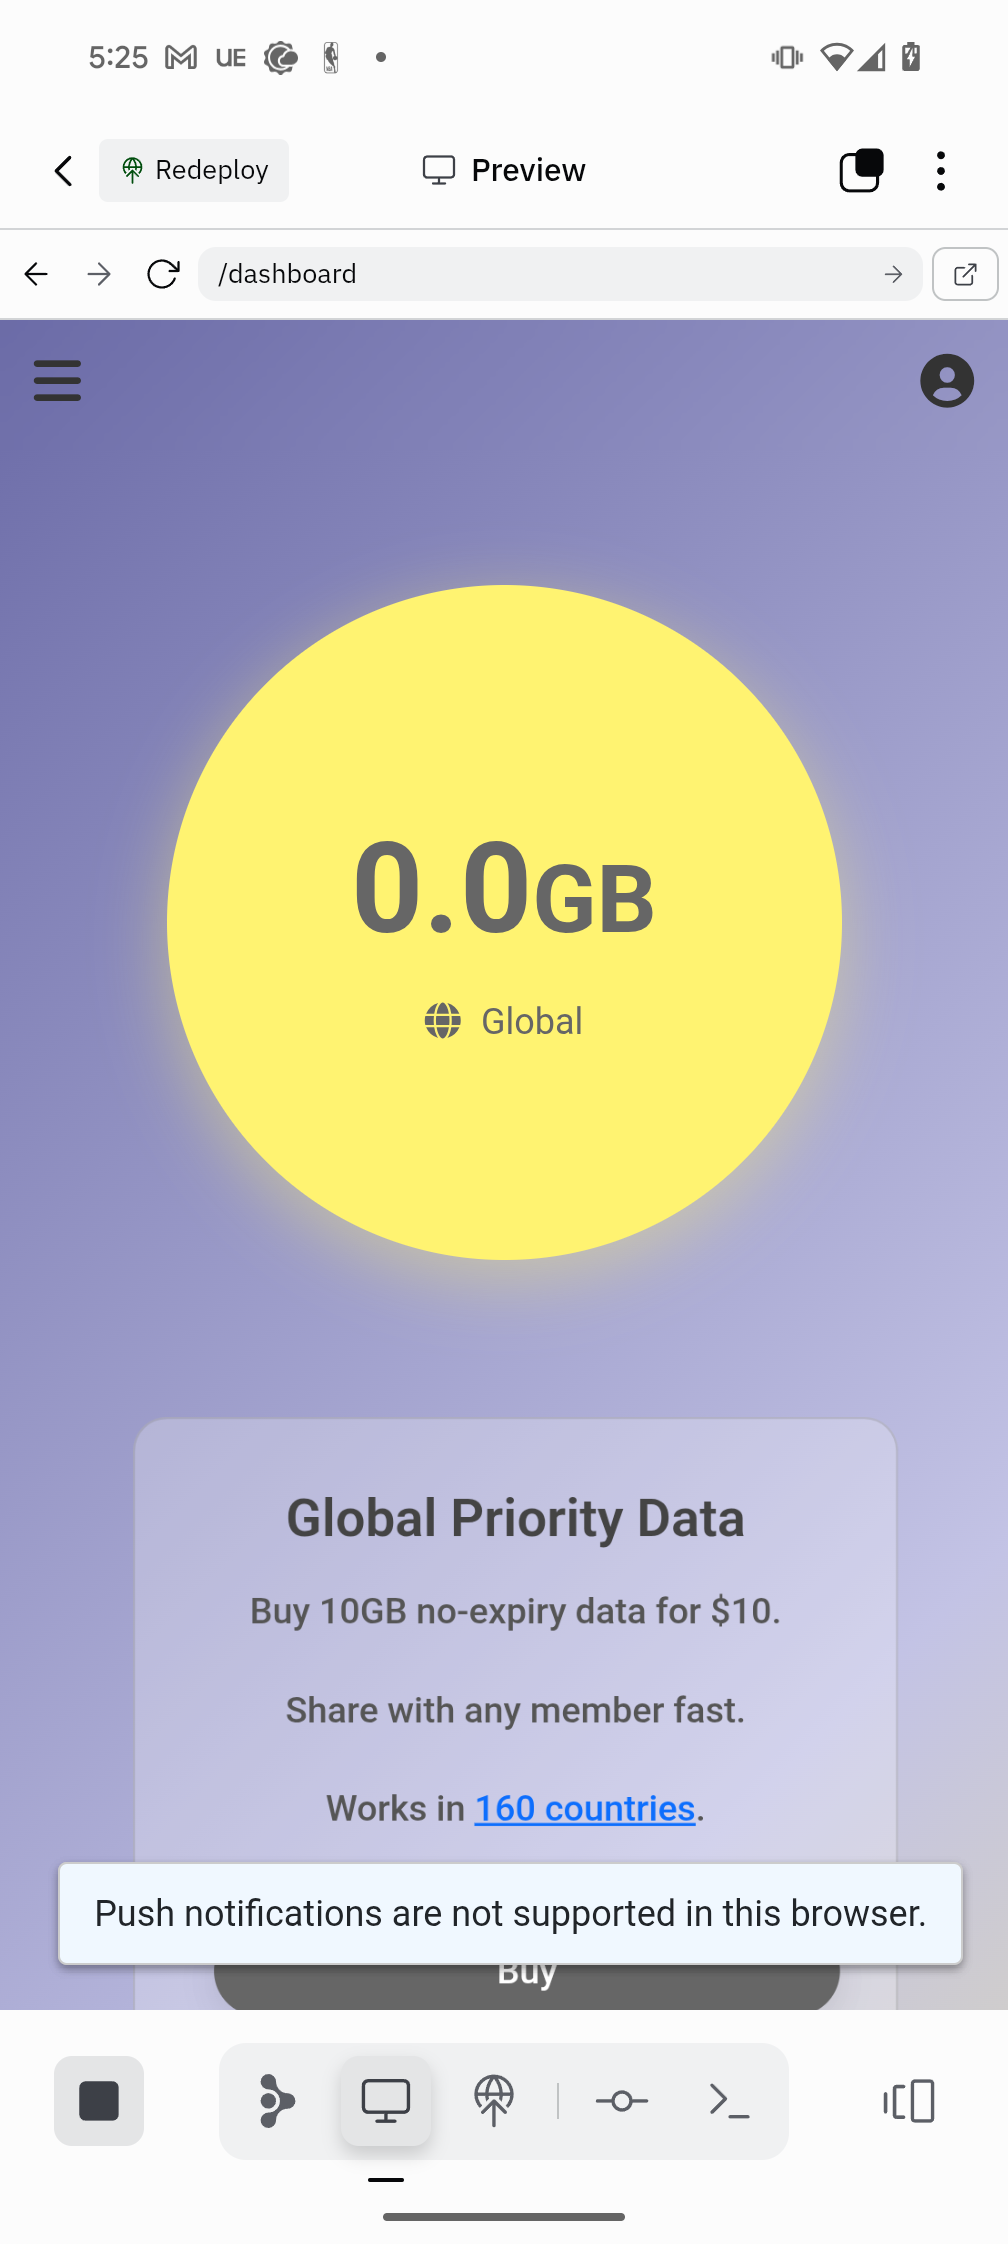 5:25 UE
Redeploy Preview
/dashboard
0.0GB
Global
Global Priority Data
Buy 10GB no-expiry data for $10.
Share with any member fast.
Works in 160 countries.
Push notifications are not supported in this browser.
Buy